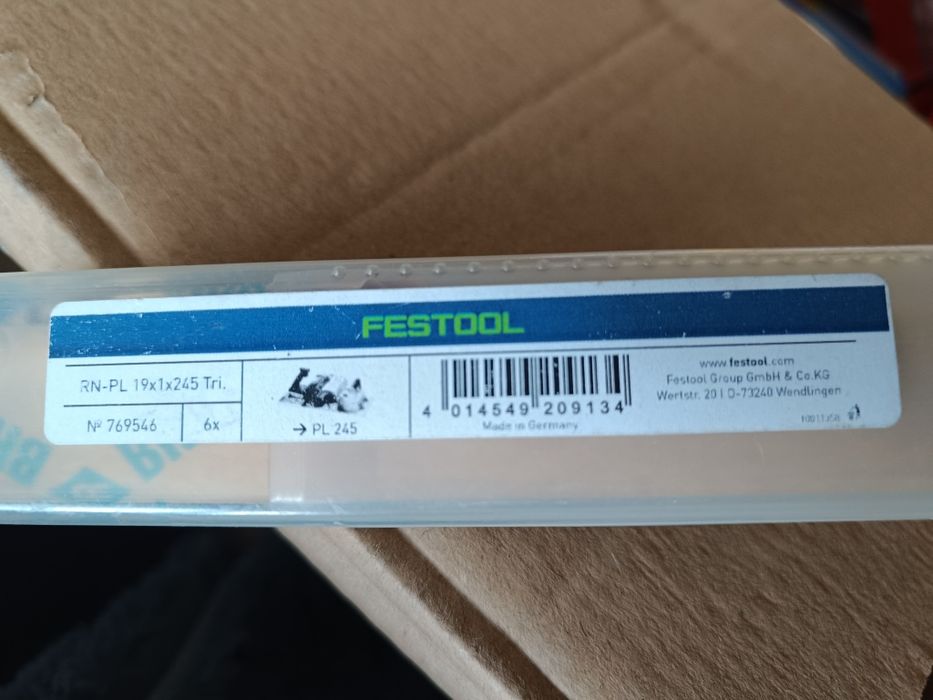 FESTOOL
RN-PL 19x1x245 Tri.
№ 769546
6x
→ PL 245
4 014549 209134
Made in Germany
www.festool.com
Festool Group GmbH & Co.KG
Wertstr. 20 | D-73240 Wendlingen